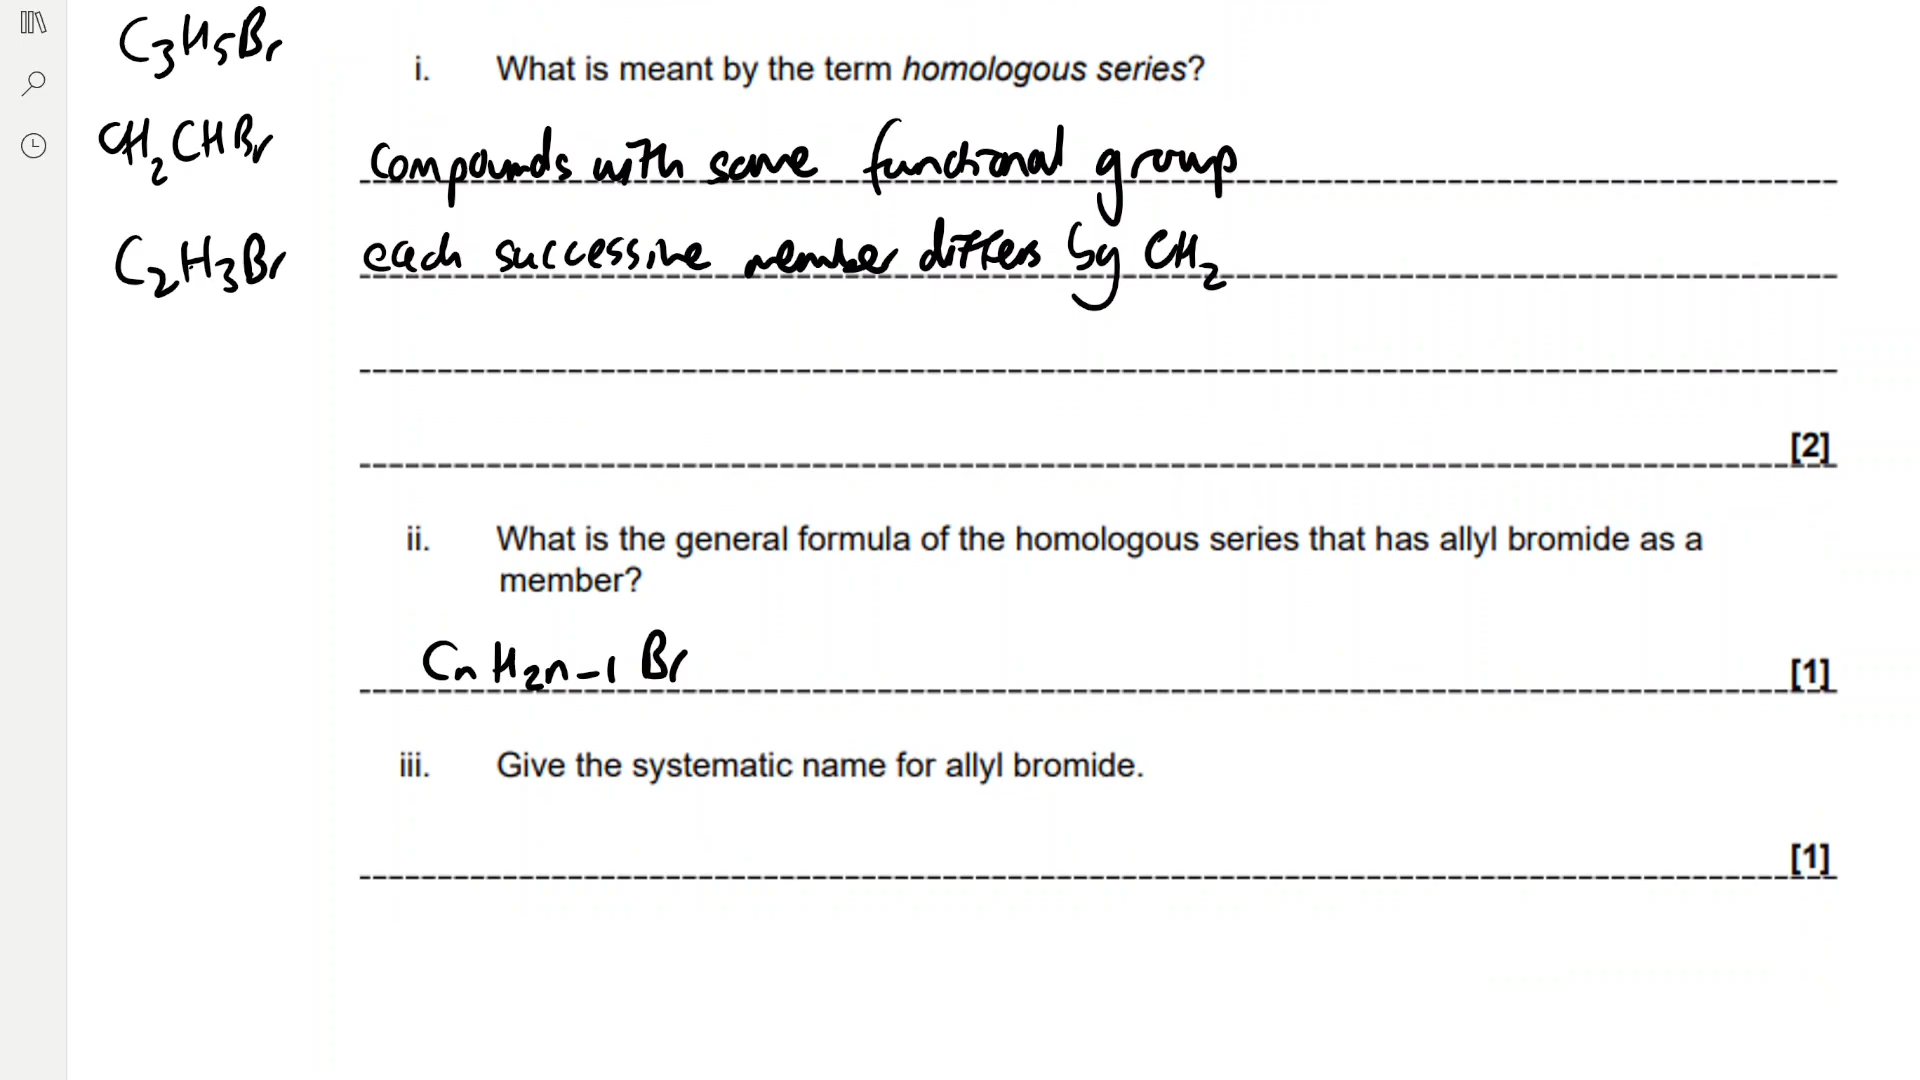 C₃H₅Br
i. What is meant by the term homologous series?
CH₂CHBr
compounds with same functional group
C₂H₃Br
each successive member differs by CH₂
[2]
ii. What is the general formula of the homologous series that has allyl bromide as a
member?
CnH2n-1 Br
[1]
iii. Give the systematic name for allyl bromide.
[1]